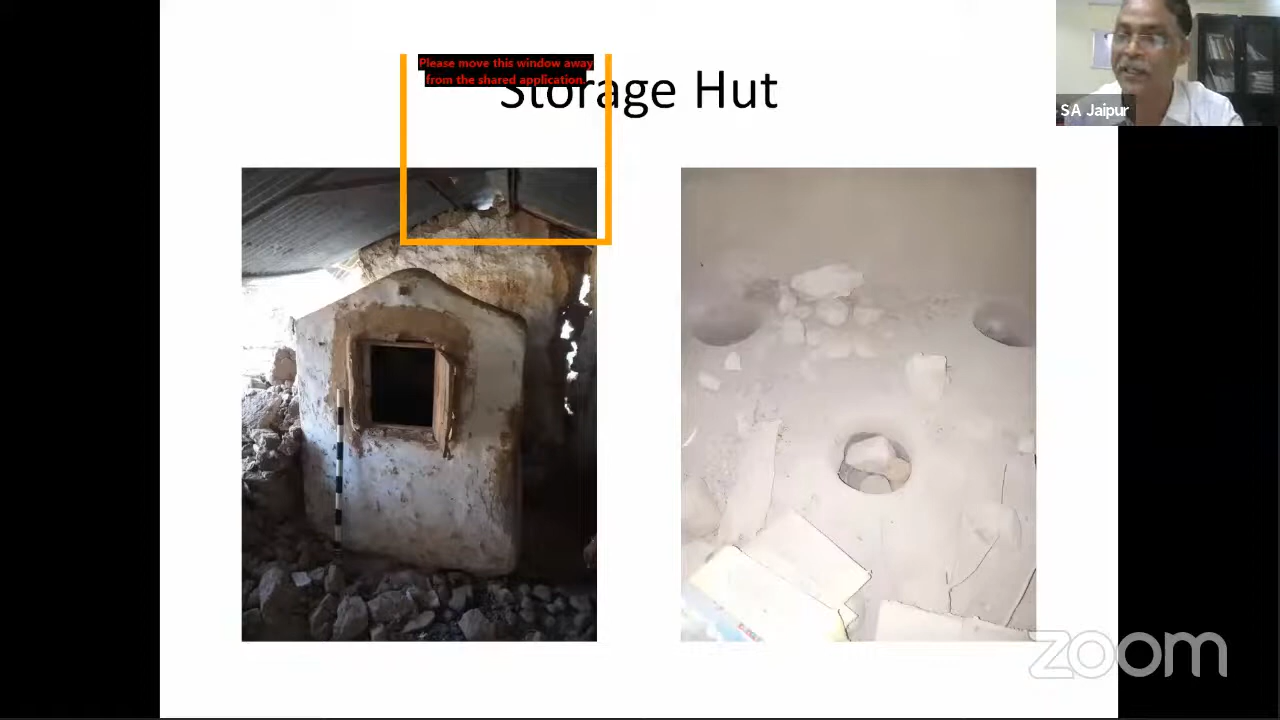 Please move this window away
from the shared application.
Storage Hut
SA Jaipur
zoom